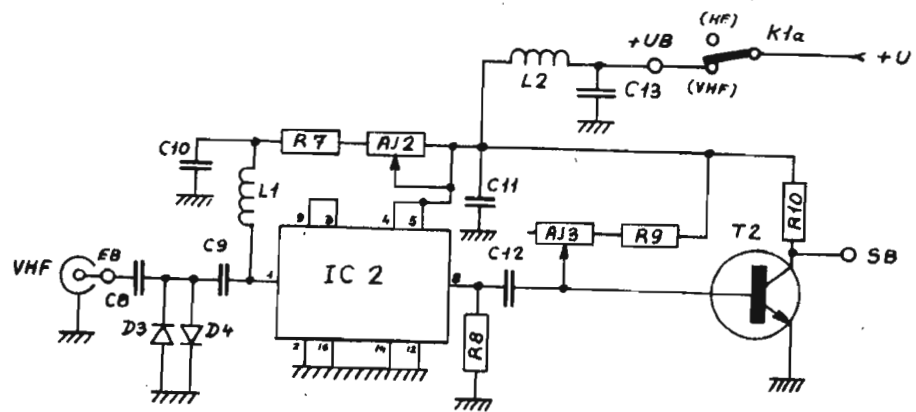 (HF)
K1a
+UB
+U
L2
C13
(VHF)
C10
R7
AJ2
L1
C11
R10
9
3
4
5
AJ3
R9
T2
VHF
EB
C9
C12
SB
C8
1
IC 2
8
D3
D4
R8
2
16
14
12